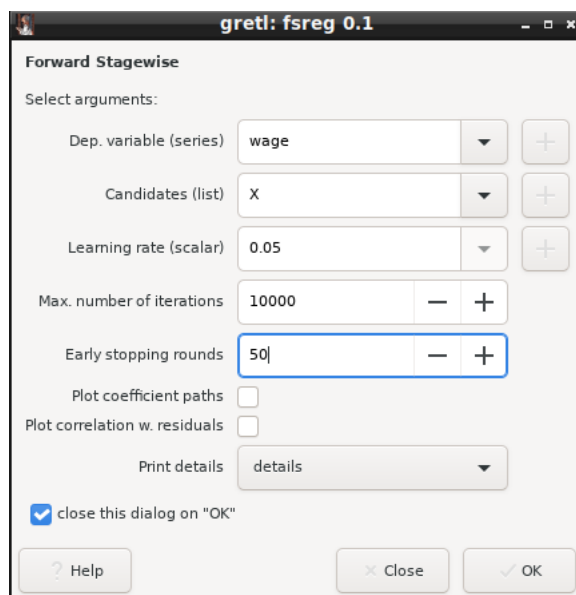 gretl: fsreg 0.1
Forward Stagewise
Select arguments:
Dep. variable (series) wage
Candidates (list) X
Learning rate (scalar) 0.05
Max. number of iterations 10000
Early stopping rounds 50
Plot coefficient paths
Plot correlation w. residuals
Print details details
close this dialog on "OK"
? Help × Close ✓ OK